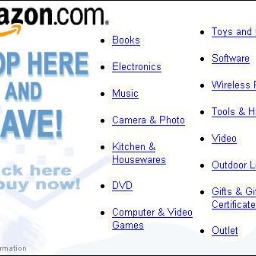 azon.com.
OP HERE
AND
AVE!
ck here
buy now!
rmation
Books
Electronics
Music
Camera & Photo
Kitchen &
Housewares
DVD
Computer & Video
Games
Toys and
Software
Wireless
Tools & H
Video
Outdoor L
Gifts & Gi
Certificate
Outlet